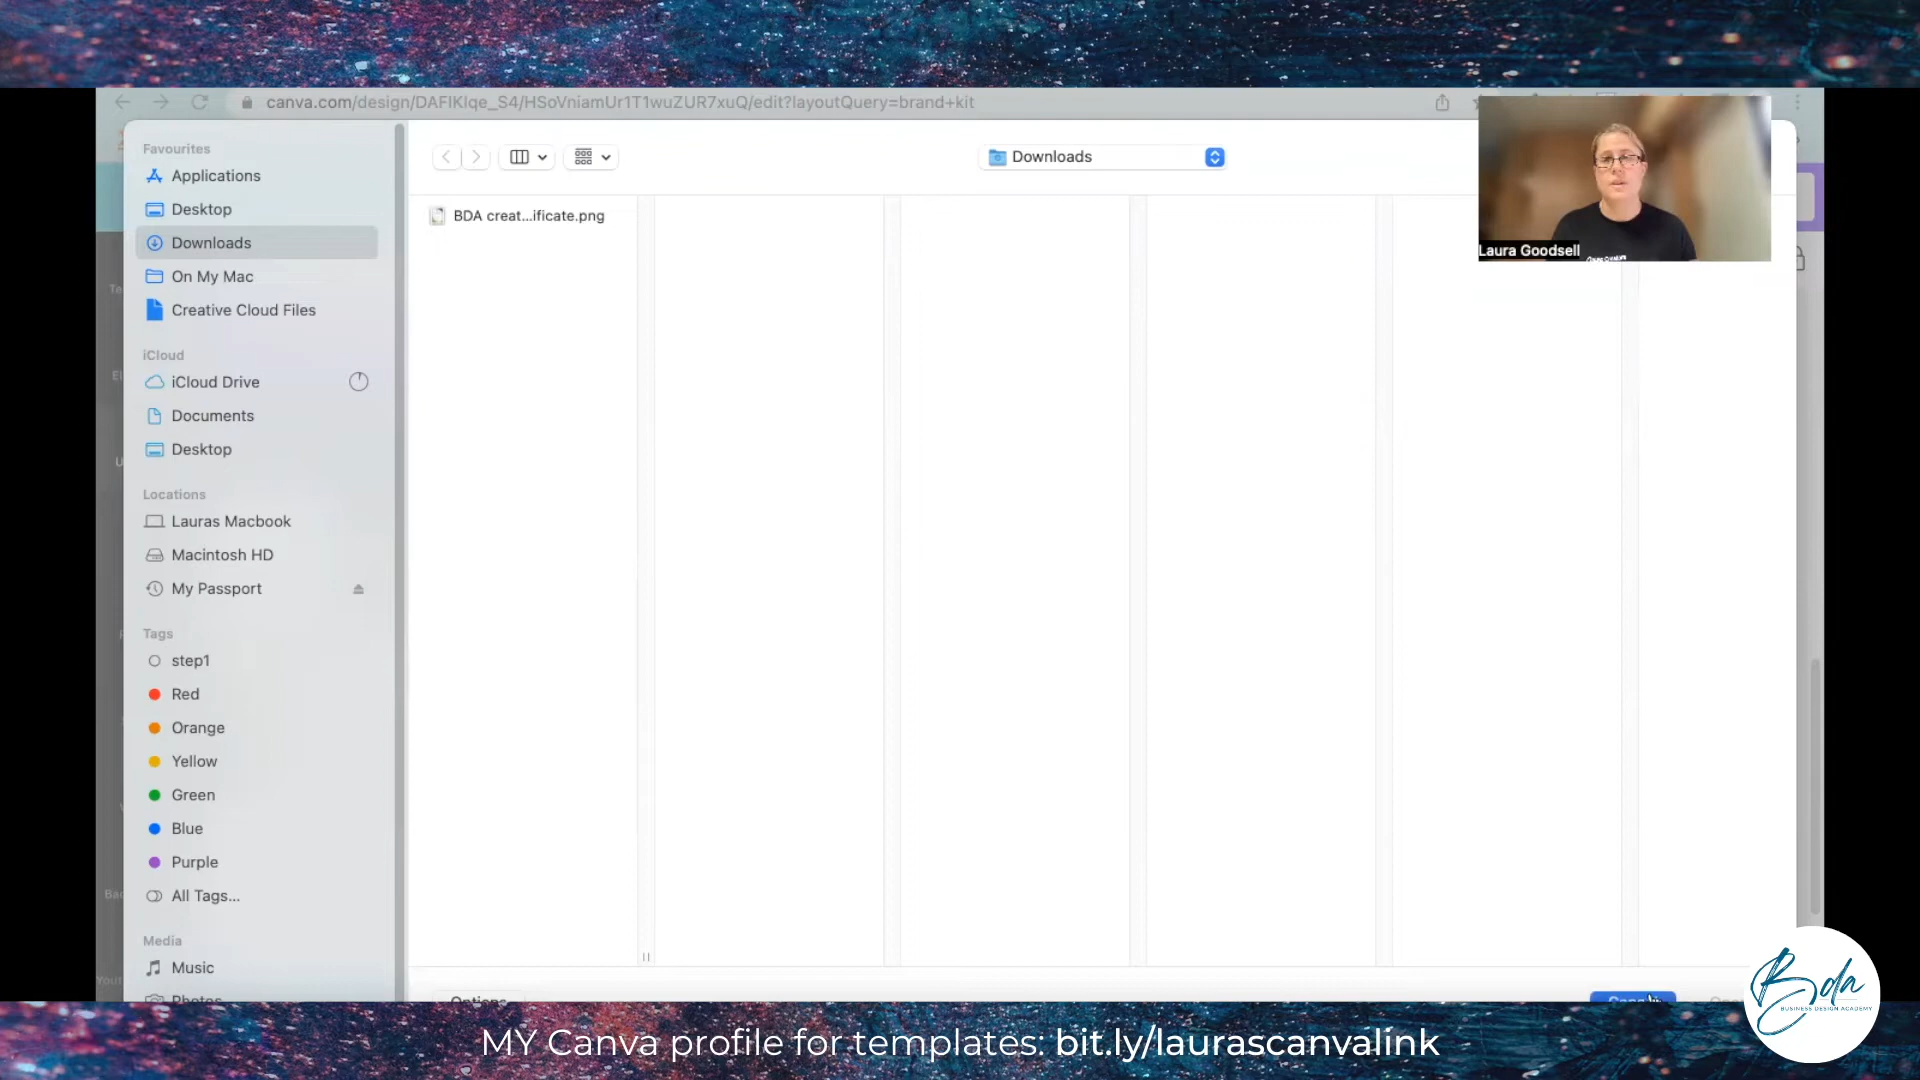 canva.com/design/DAFIKlqe_S4/HSoVniamUr1T1wuZUR7xuQ/edit?layoutQuery=brand+kit
Favourites
Applications
Desktop
Downloads
On My Mac
Creative Cloud Files
iCloud
iCloud Drive
Documents
Desktop
Locations
Lauras Macbook
Macintosh HD
My Passport
Tags
step1
Red
Orange
Yellow
Green
Blue
Purple
All Tags...
Media
Music
Photos
Downloads
BDA creat...ificate.png
Options
Laura Goodsell
Bda
BUSINESS DESIGN ACADEMY
MY Canva profile for templates: bit.ly/laurascanvalink